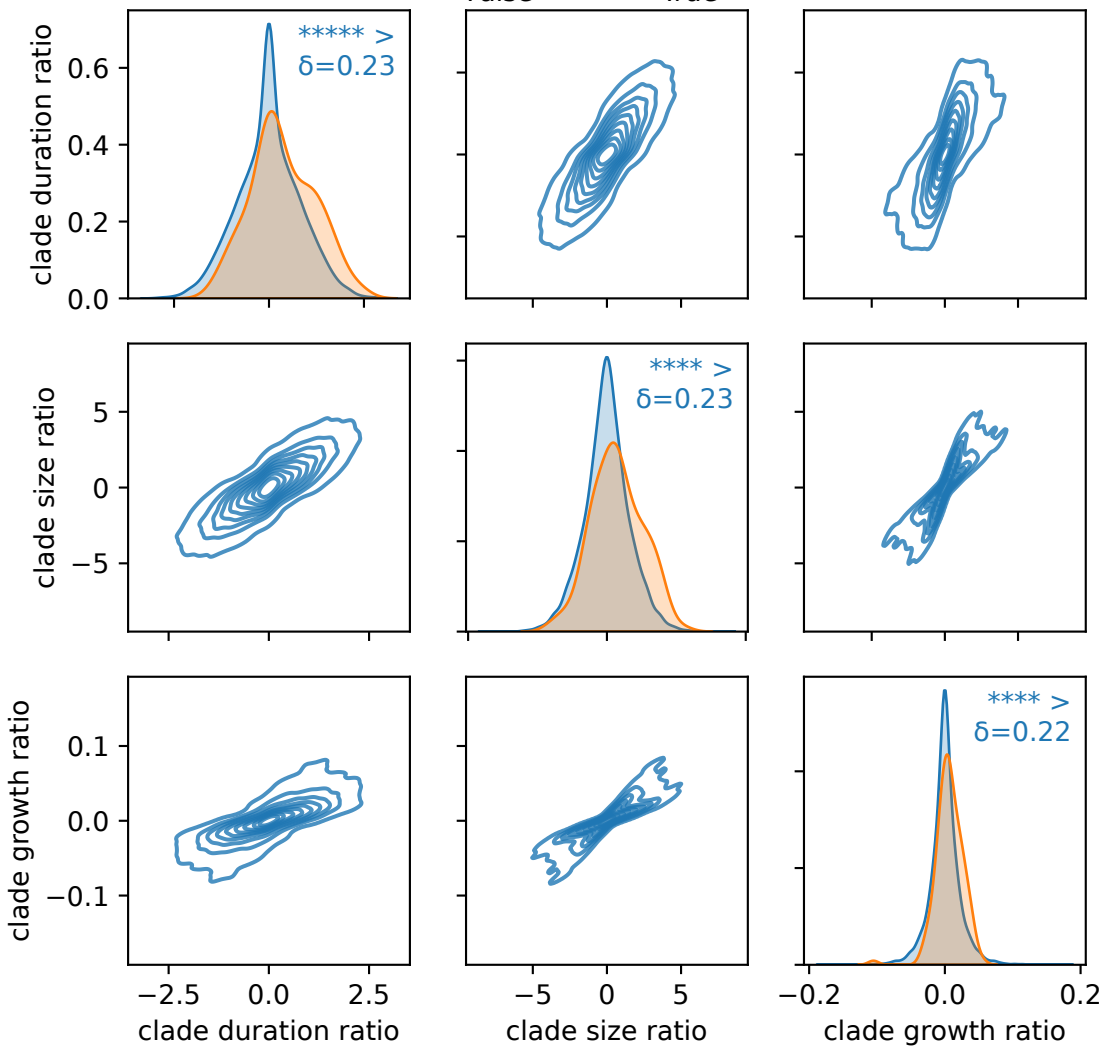 clade duration ratio
0.6
0.4
0.2
0.0
***** >
δ=0.23
clade size ratio
5
0
−5
**** >
δ=0.23
clade growth ratio
0.1
0.0
−0.1
**** >
δ=0.22
−2.5 0.0 2.5
−5 0 5
−0.2 0.0 0.2
clade duration ratio
clade size ratio
clade growth ratio